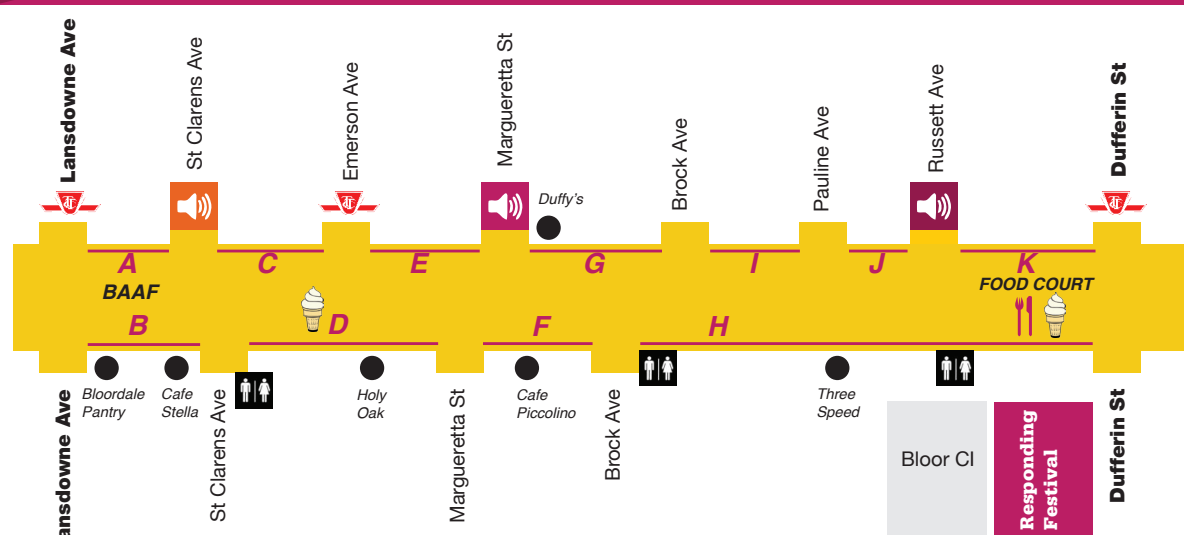 Lansdowne Ave
St Clarens Ave
Emerson Ave
Margueretta St
Brock Ave
Pauline Ave
Russett Ave
Dufferin St
Duffy's
A
C
E
G
I
J
K
BAAF
FOOD COURT
B
D
F
H
Bloordale
Pantry
Cafe
Stella
Holy
Oak
Cafe
Piccolino
Three
Speed
ansdowne Ave
St Clarens Ave
Margueretta St
Brock Ave
Bloor CI
Responding
Festival
Dufferin St